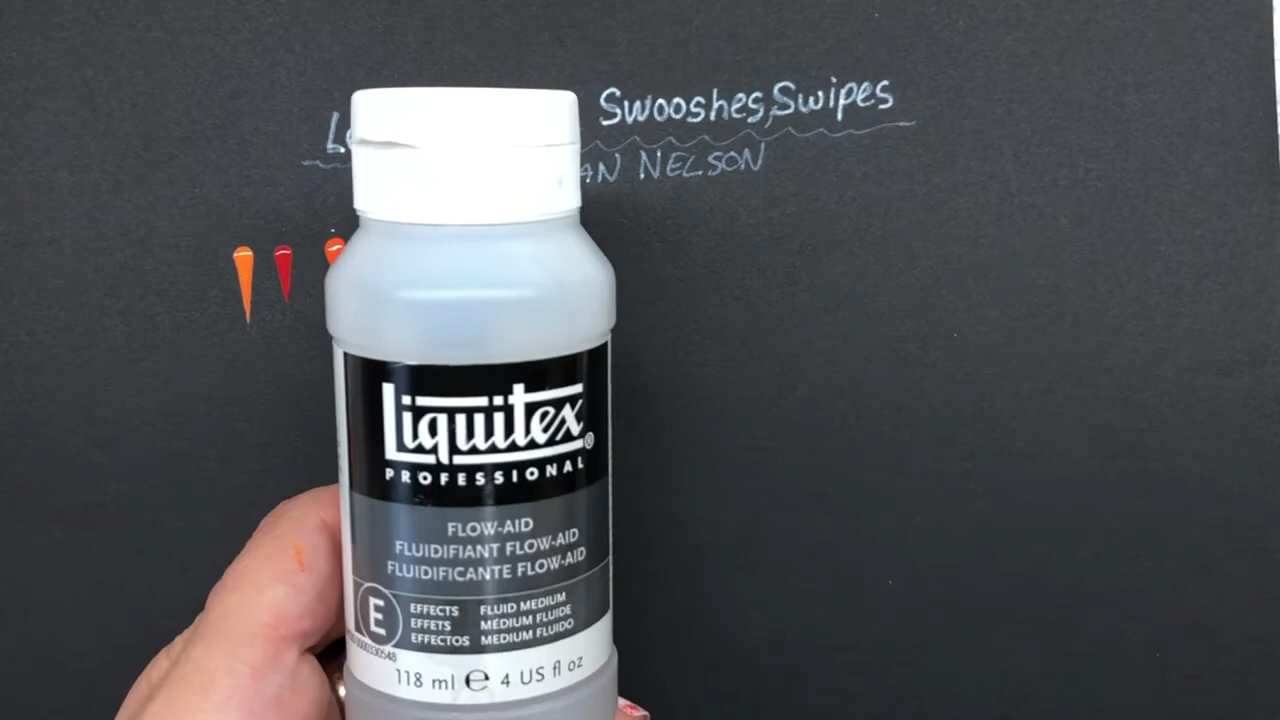 Swooshes, Swipes
NELSON
Liquitex®
PROFESSIONAL
FLOW-AID
FLUIDIFIANT FLOW-AID
FLUIDIFICANTE FLOW-AID
E
EFFECTS FLUID MEDIUM
EFFETS MÉDIUM FLUIDE
EFFECTOS MEDIUM FLUIDO
118 ml ℮ 4 US fl oz